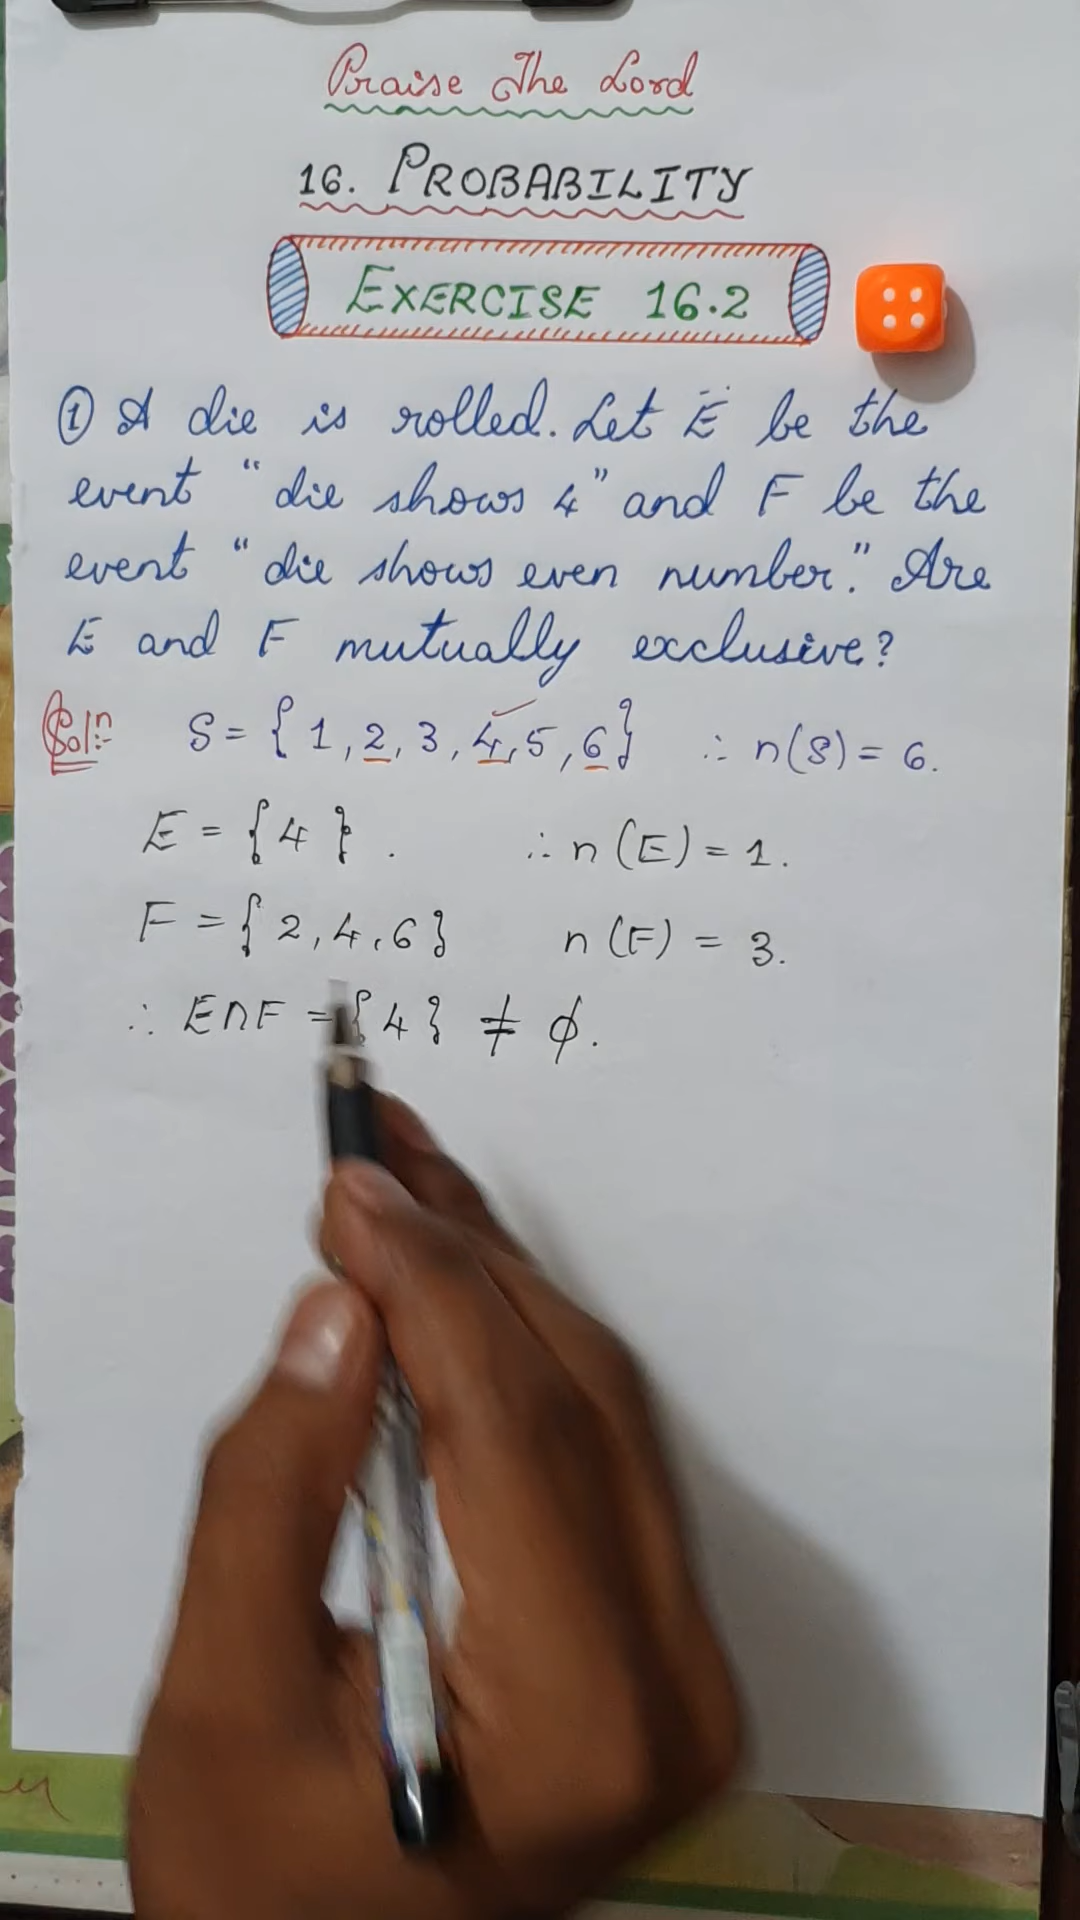 Praise The Lord
16. PROBABILITY
EXERCISE 16.2
① A die is rolled. Let E be the
event "die shows 4" and F be the
event "die shows even number." Are
E and F mutually exclusive?
Solⁿ:- S = {1, 2, 3, 4, 5, 6} ∴ n(S) = 6.
E = {4}. ∴ n(E) = 1.
F = {2, 4, 6} n(F) = 3.
∴ E∩F = {4} ≠ ϕ.